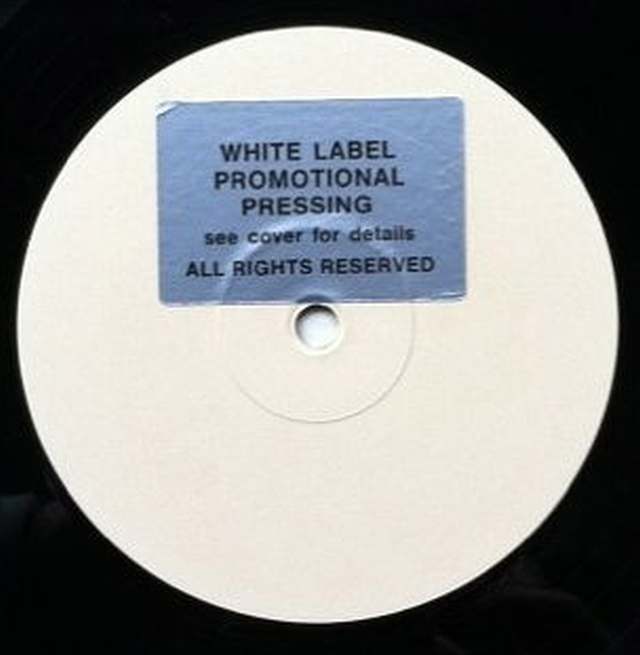 WHITE LABEL
PROMOTIONAL
PRESSING
see cover for details
ALL RIGHTS RESERVED